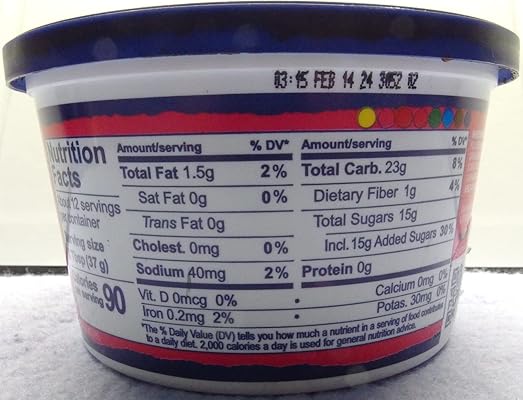 03:15 FEB 14 24 3052 02
Nutrition
Facts
About 12 servings
per container
Serving size
(37 g)
Calories
per serving 90
Amount/serving % DV*
Total Fat 1.5g 2%
Sat Fat 0g 0%
Trans Fat 0g
Cholest. 0mg 0%
Sodium 40mg 2%
Amount/serving % DV*
Total Carb. 23g 8%
Dietary Fiber 1g 4%
Total Sugars 15g
Incl. 15g Added Sugars 30%
Protein 0g
Vit. D 0mcg 0% • Calcium 0mg 0%
Iron 0.2mg 2% • Potas. 30mg 0%
*The % Daily Value (DV) tells you how much a nutrient in a serving of food contributes
to a daily diet. 2,000 calories a day is used for general nutrition advice.